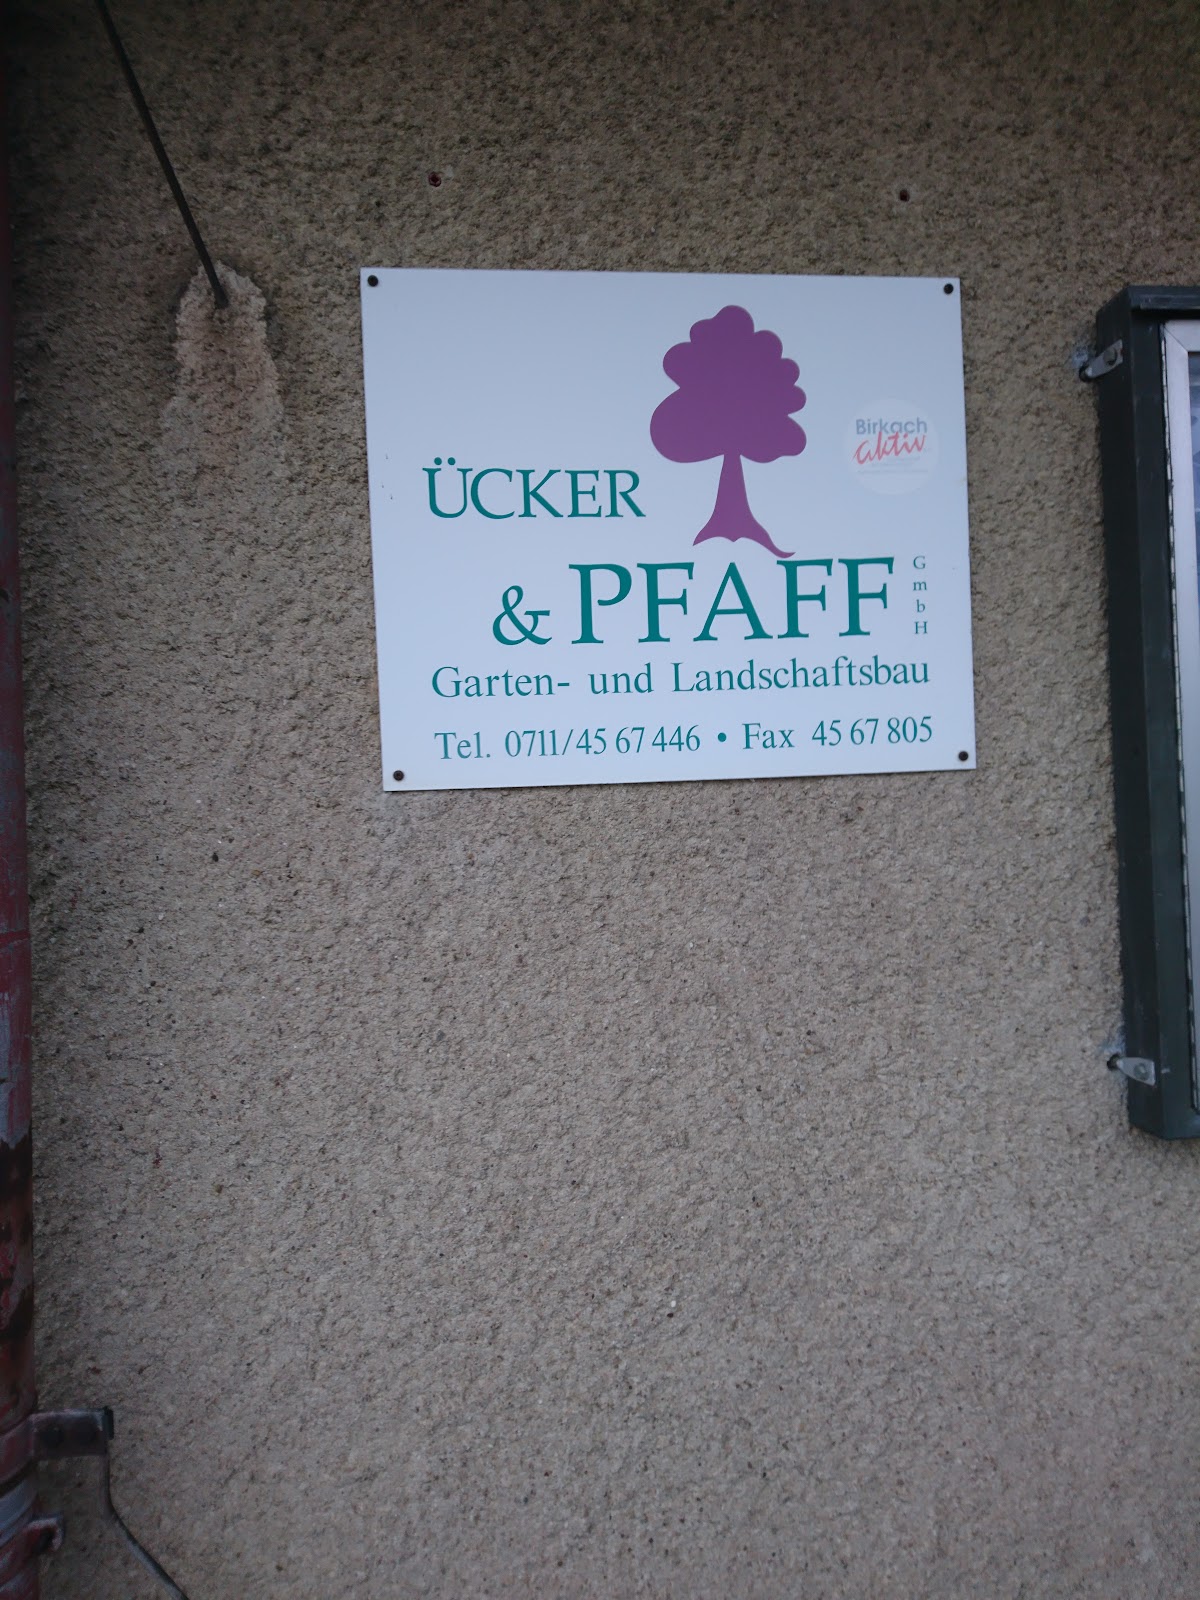 Birkach
aktiv
ÜCKER
& PFAFF GmbH
Garten- und Landschaftsbau
Tel. 0711/45 67 446 • Fax 45 67 805